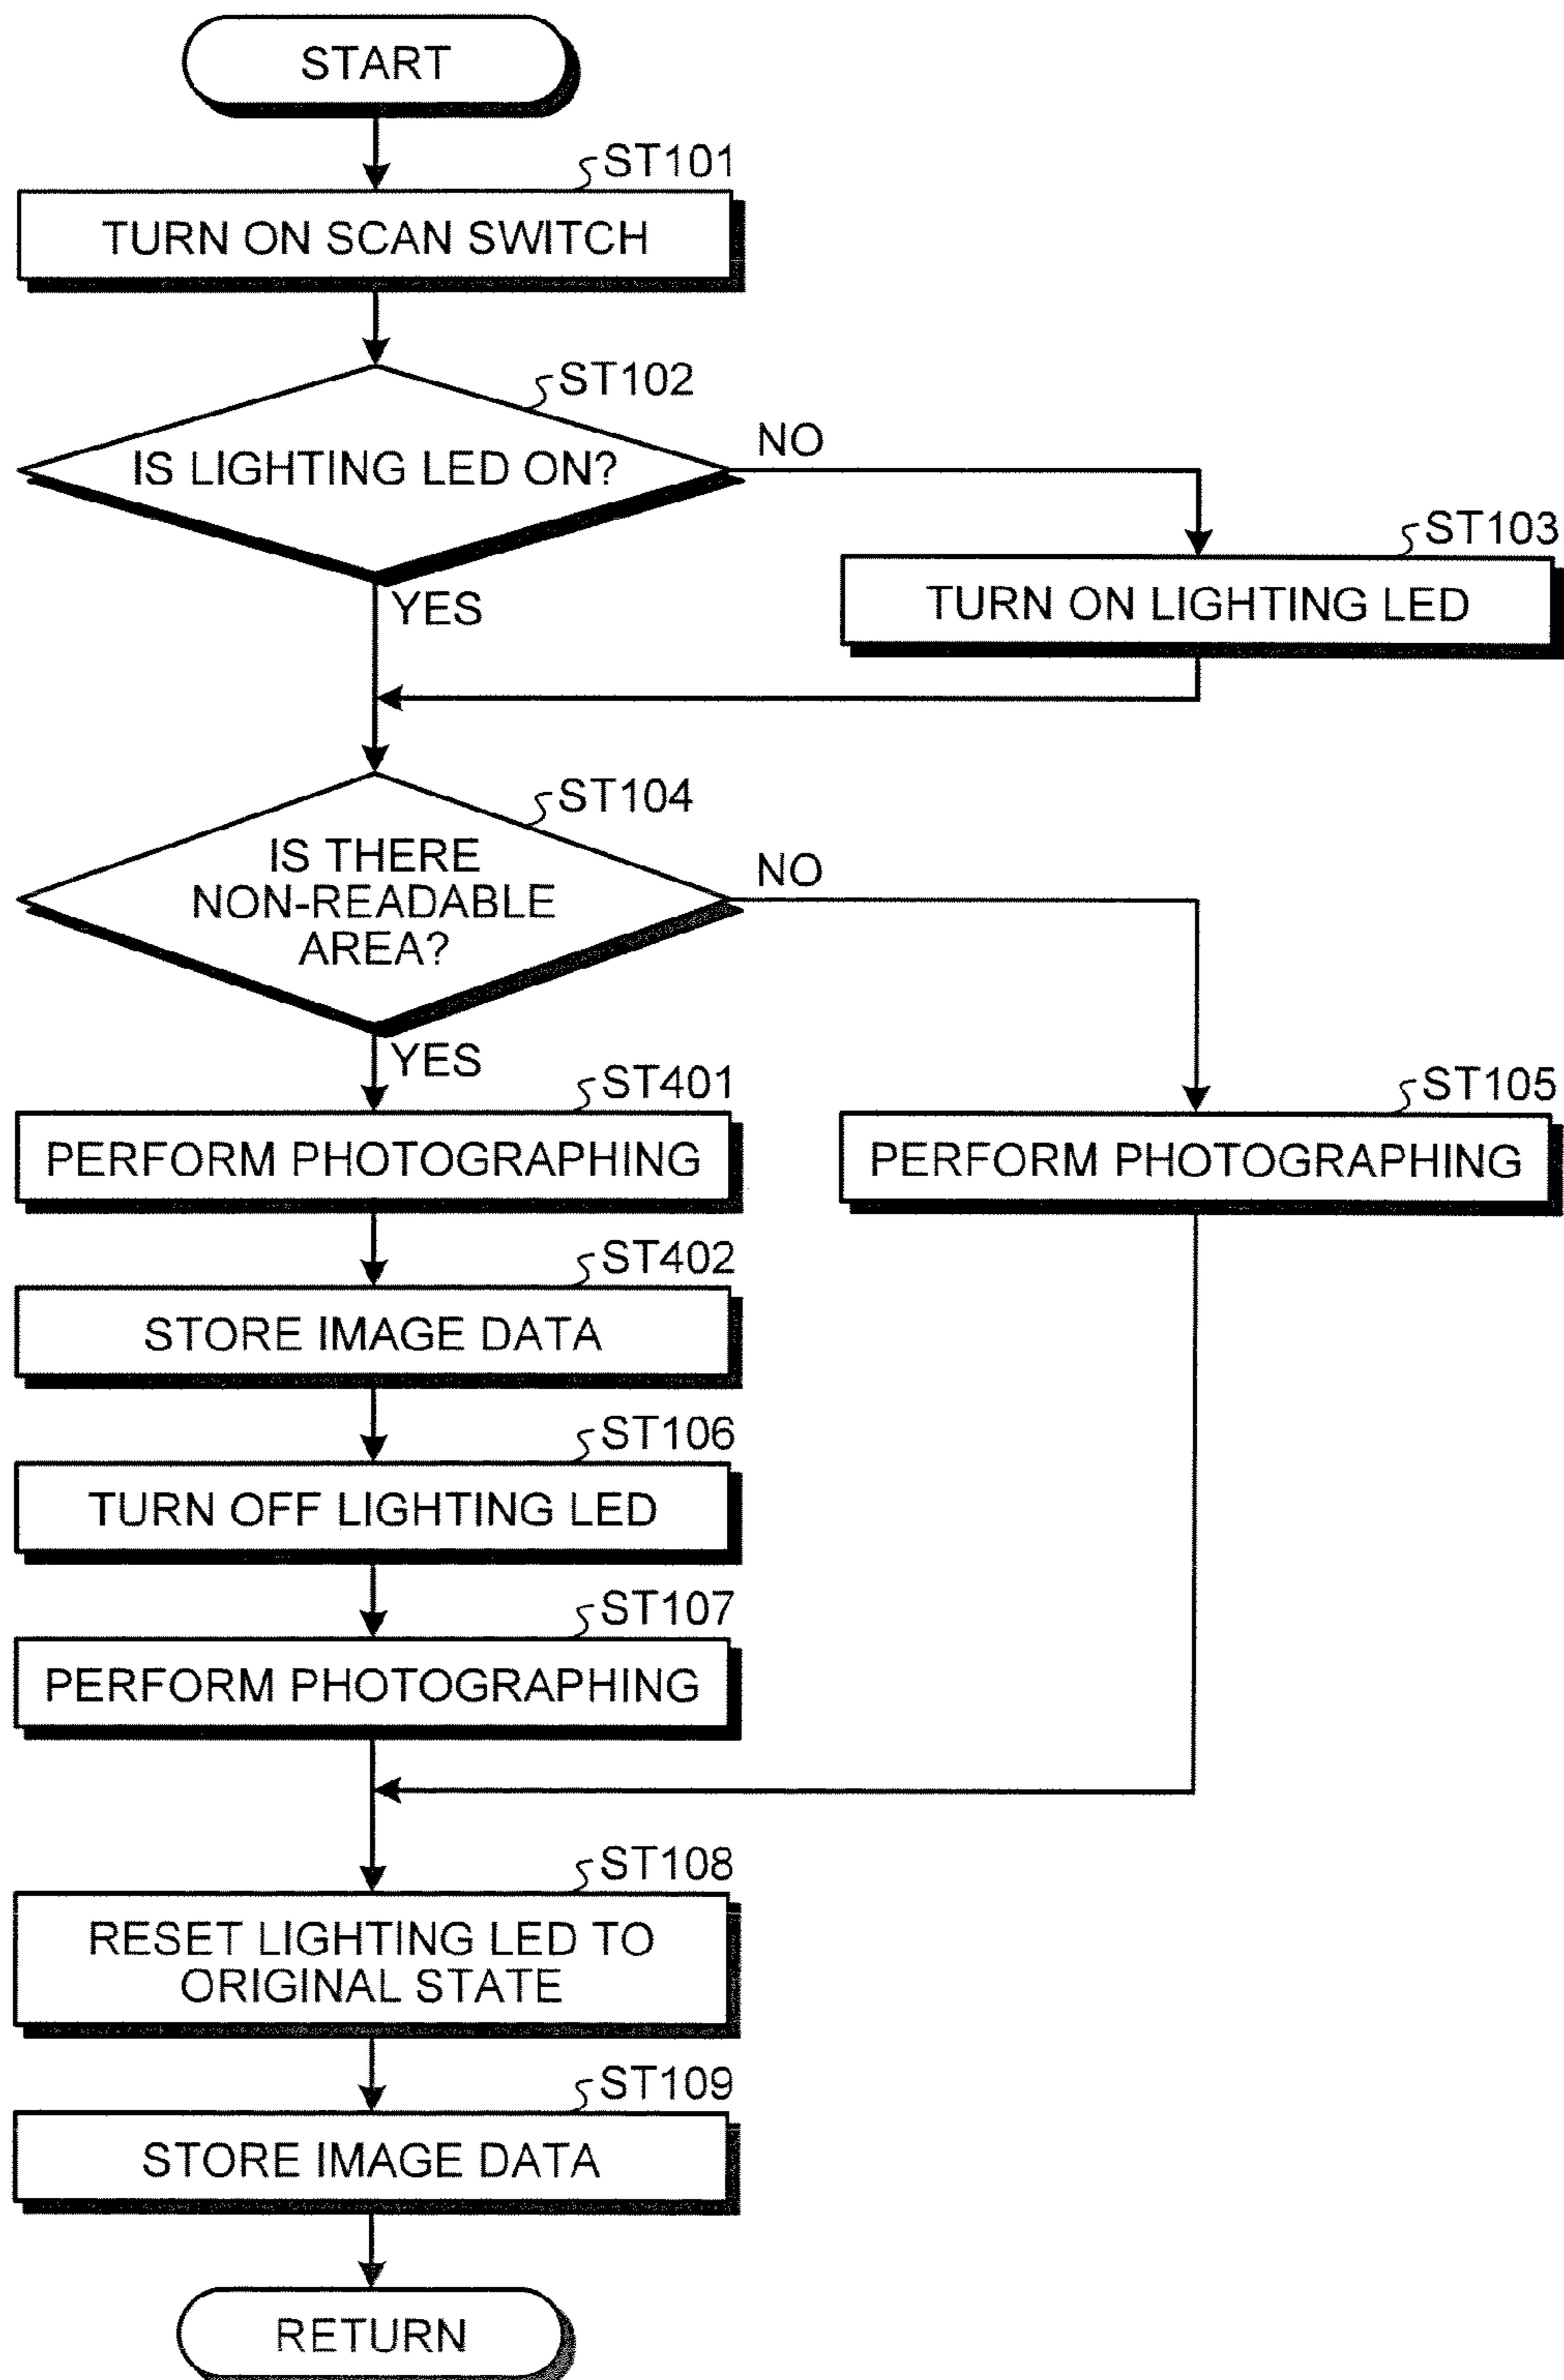 START
ST101
TURN ON SCAN SWITCH
ST102
IS LIGHTING LED ON?
NO
ST103
TURN ON LIGHTING LED
YES
ST104
IS THERE
NON-READABLE
AREA?
NO
YES
ST401
PERFORM PHOTOGRAPHING
ST105
PERFORM PHOTOGRAPHING
ST402
STORE IMAGE DATA
ST106
TURN OFF LIGHTING LED
ST107
PERFORM PHOTOGRAPHING
ST108
RESET LIGHTING LED TO
ORIGINAL STATE
ST109
STORE IMAGE DATA
RETURN